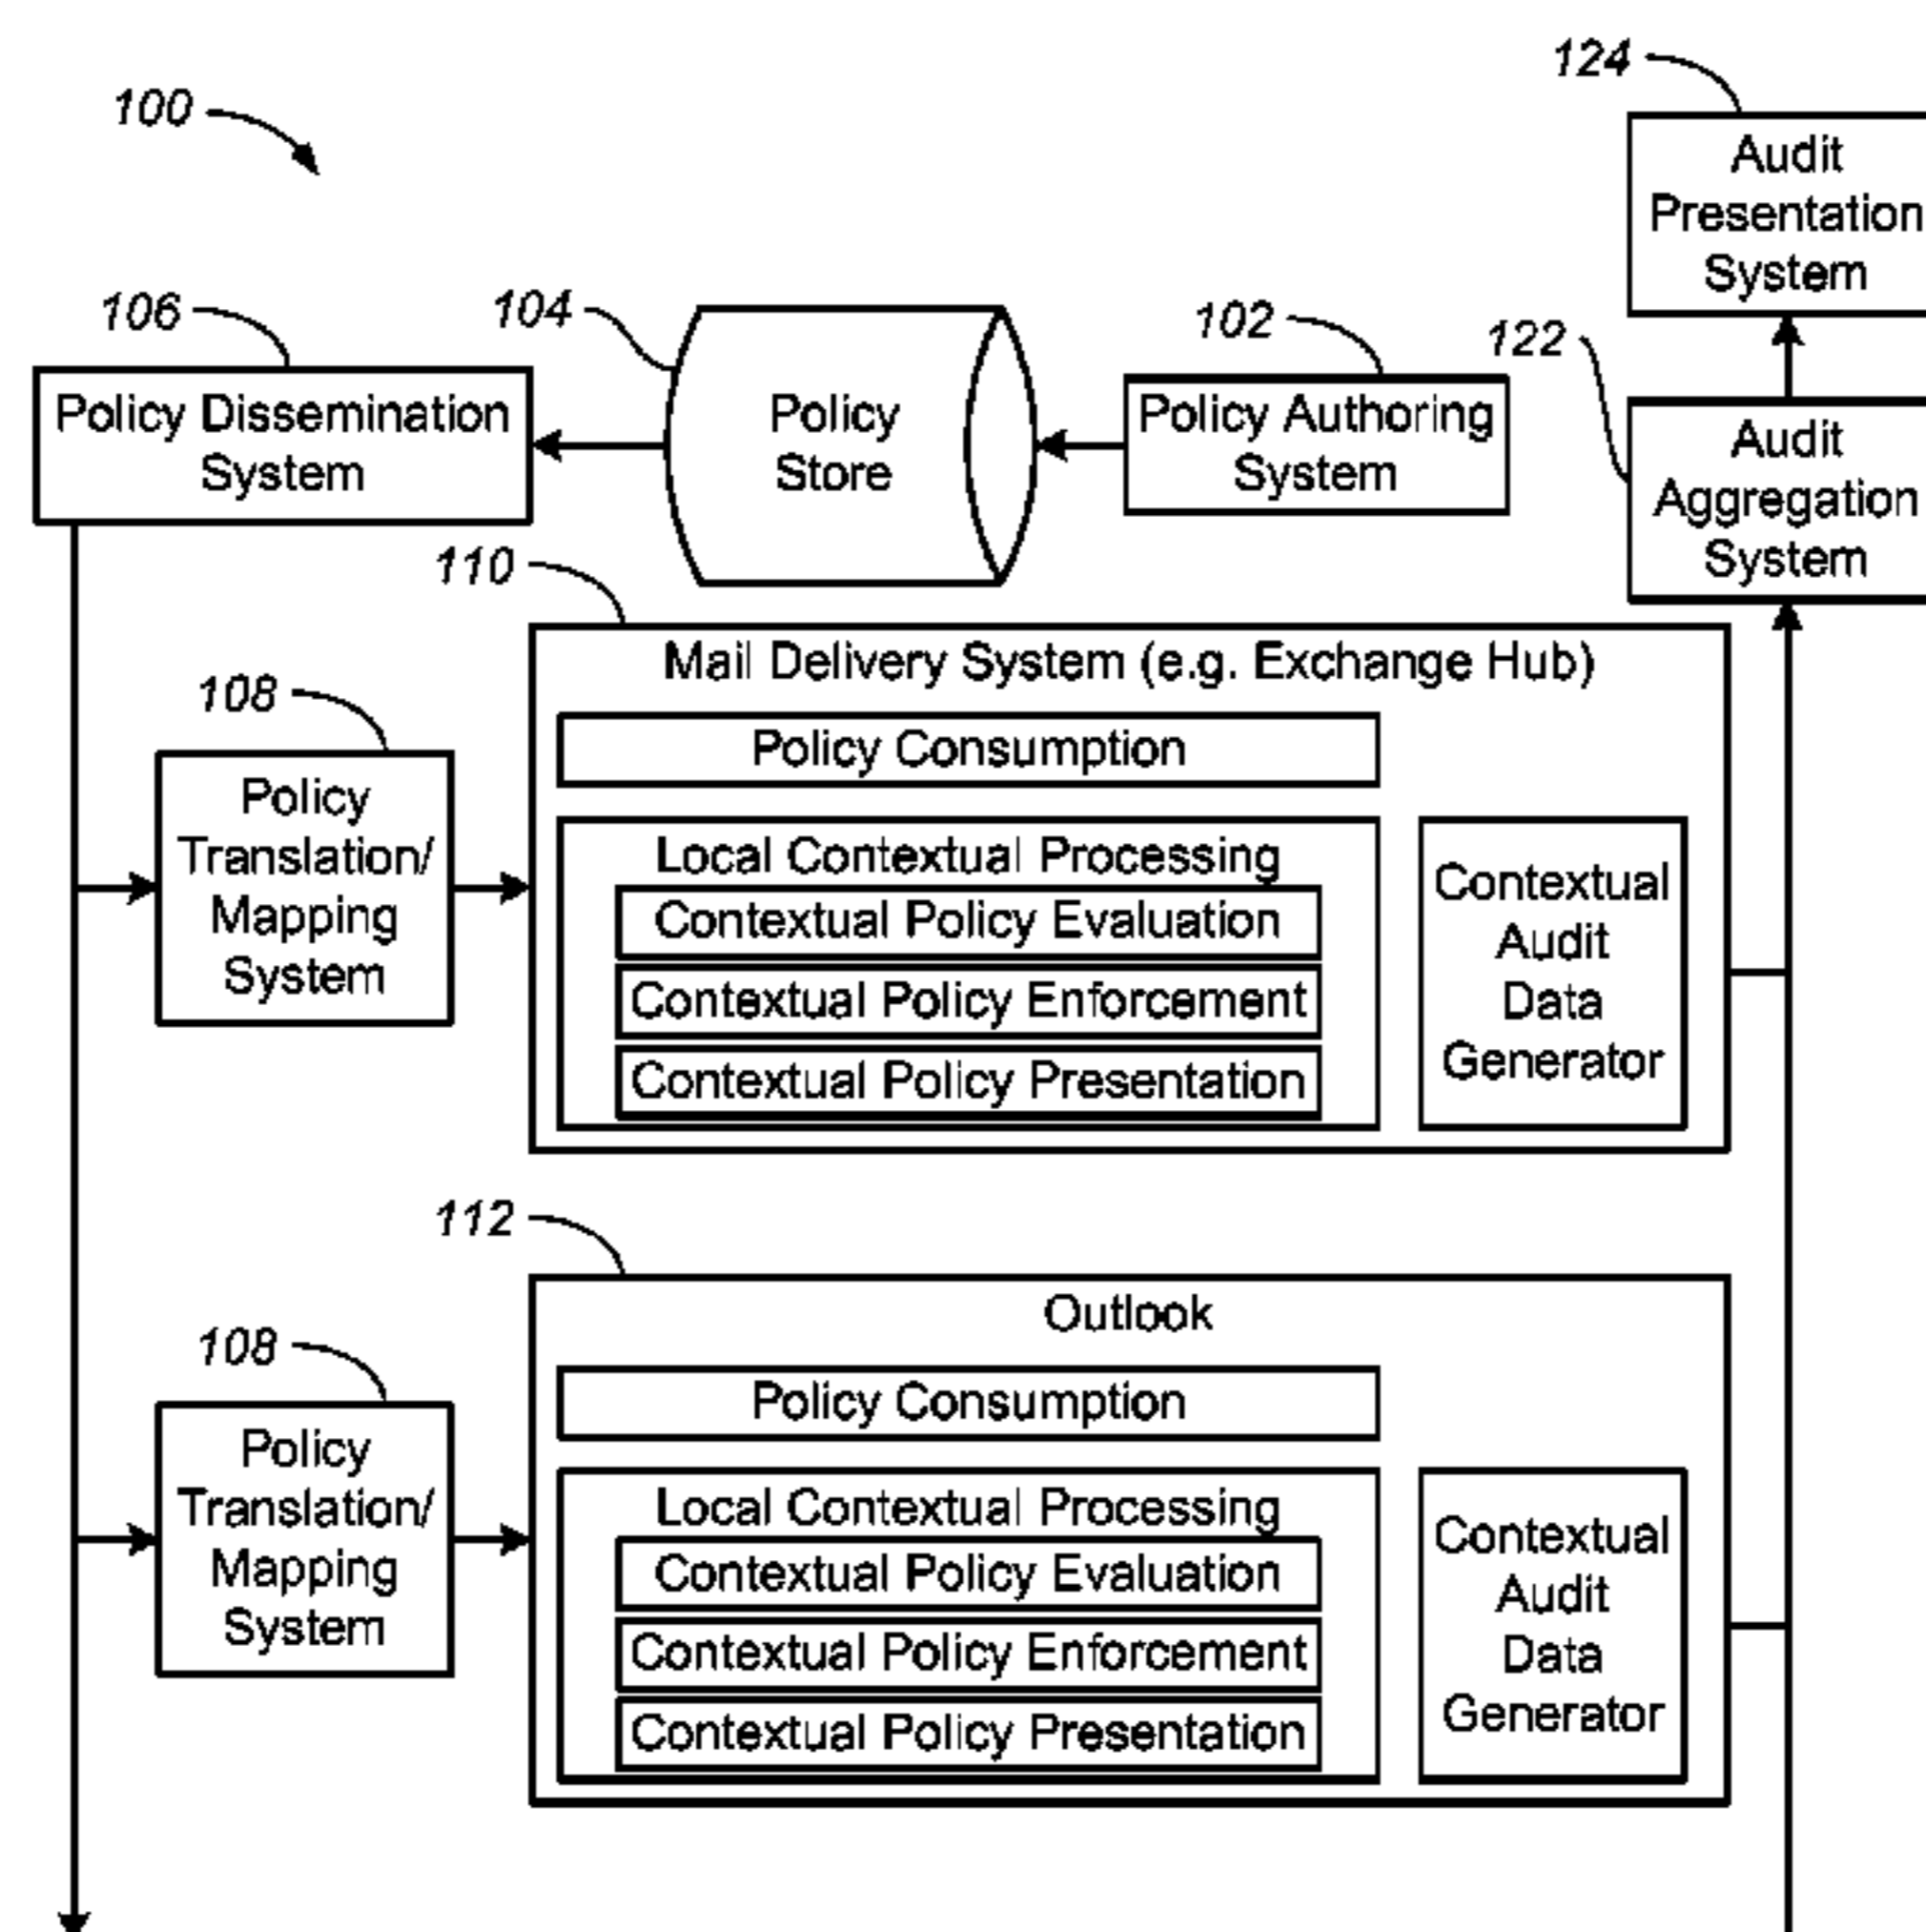 100
124
Audit
Presentation
System
106
104
102
122
Policy Dissemination
System
Policy
Store
Policy Authoring
System
Audit
Aggregation
System
110
Mail Delivery System (e.g. Exchange Hub)
108
Policy
Translation/
Mapping
System
Policy Consumption
Local Contextual Processing
Contextual Policy Evaluation
Contextual Policy Enforcement
Contextual Policy Presentation
Contextual
Audit
Data
Generator
112
Outlook
108
Policy
Translation/
Mapping
System
Policy Consumption
Local Contextual Processing
Contextual Policy Evaluation
Contextual Policy Enforcement
Contextual Policy Presentation
Contextual
Audit
Data
Generator